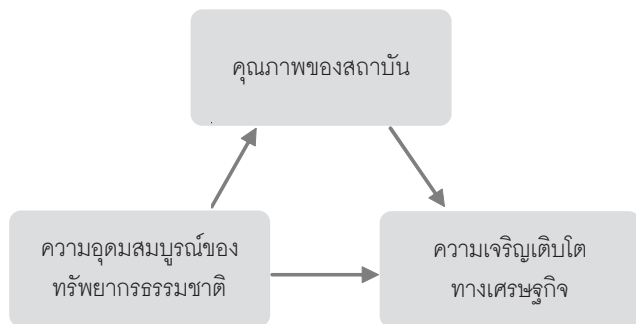 คุณภาพของสถาบัน
ความอุดมสมบูรณ์ของ
ทรัพยากรธรรมชาติ
ความเจริญเติบโต
ทางเศรษฐกิจ